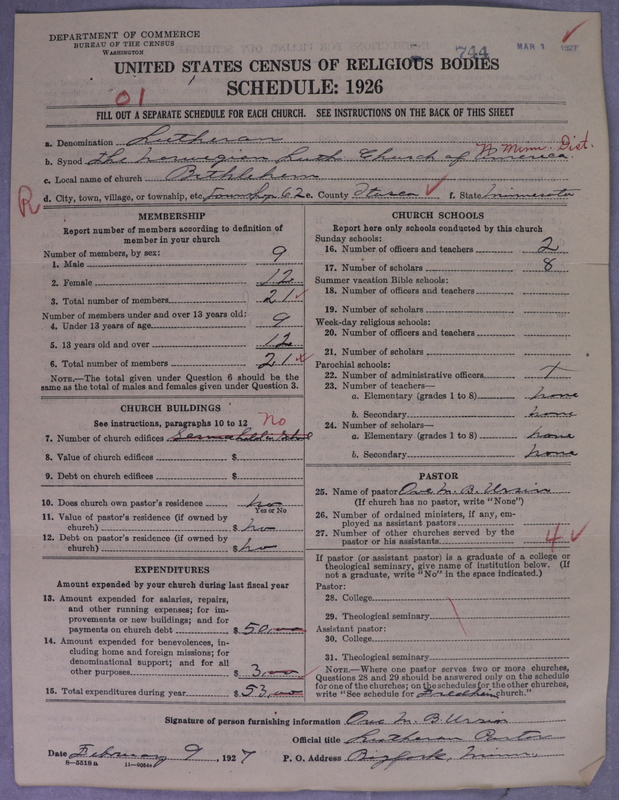 DEPARTMENT OF COMMERCE
BUREAU OF THE CENSUS
WASHINGTON
744
MAR 1 1927
UNITED STATES CENSUS OF RELIGIOUS BODIES
SCHEDULE: 1926
01
FILL OUT A SEPARATE SCHEDULE FOR EACH CHURCH. SEE INSTRUCTIONS ON THE BACK OF THIS SHEET
a. Denomination Lutheran
N. Minn. Dist.
b. Synod The Norwegian Luth Church of America
c. Local name of church Bethlehem
R
d. City, town, village, or township, etc. Township 62 e. County Itasca f. State Minnesota
MEMBERSHIP
Report number of members according to definition of member in your church
Number of members, by sex:
1. Male 9
2. Female 12
3. Total number of members 21
Number of members under and over 13 years old:
4. Under 13 years of age 9
5. 13 years old and over 12
6. Total number of members 21
NOTE.—The total given under Question 6 should be the same as the total of males and females given under Question 3.
CHURCH BUILDINGS
See instructions, paragraphs 10 to 12
no
7. Number of church edifices
8. Value of church edifices $
9. Debt on church edifices $
10. Does church own pastor's residence no
Yes or No
11. Value of pastor's residence (if owned by church) $ no
12. Debt on pastor's residence (if owned by church) $ no
EXPENDITURES
Amount expended by your church during last fiscal year
13. Amount expended for salaries, repairs, and other running expenses; for improvements or new buildings; and for payments on church debt $ 50.00
14. Amount expended for benevolences, including home and foreign missions; for denominational support; and for all other purposes $ 3.00
15. Total expenditures during year $ 53.00
CHURCH SCHOOLS
Report here only schools conducted by this church
Sunday schools:
16. Number of officers and teachers 2
17. Number of scholars 8
Summer vacation Bible schools:
18. Number of officers and teachers
19. Number of scholars
Week-day religious schools:
20. Number of officers and teachers
21. Number of scholars
Parochial schools:
22. Number of administrative officers
23. Number of teachers—
a. Elementary (grades 1 to 8) none
b. Secondary none
24. Number of scholars—
a. Elementary (grades 1 to 8) none
b. Secondary none
PASTOR
25. Name of pastor Ove M. B. Ursin
(If church has no pastor, write "None")
26. Number of ordained ministers, if any, employed as assistant pastors
27. Number of other churches served by the pastor or his assistants 4
If pastor (or assistant pastor) is a graduate of a college or theological seminary, give name of institution below. (If not a graduate, write "No" in the space indicated.)
Pastor:
28. College
29. Theological seminary
Assistant pastor:
30. College
31. Theological seminary
NOTE.—Where one pastor serves two or more churches, Questions 28 and 29 should be answered only on the schedule for one of the churches; on the schedules for the other churches, write "See schedule for Fredheim church."
Signature of person furnishing information Ove M. B. Ursin
Official title Lutheran Pastor
Date February 9, 1927 P. O. Address Bigfork, Minn.
8—5518 a